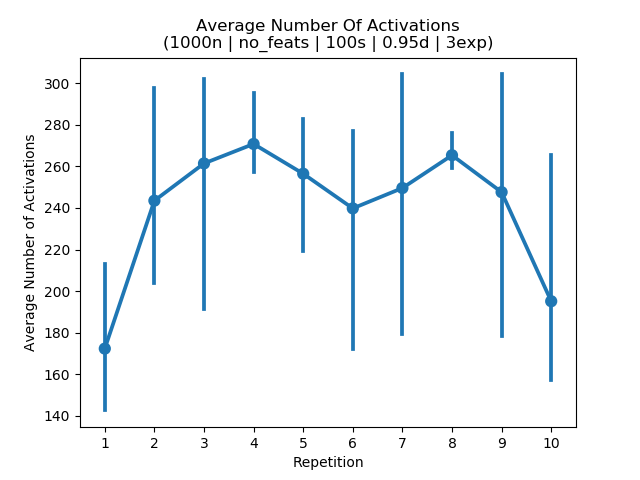 Average Number Of Activations
(1000n | no_feats | 100s | 0.95d | 3exp)
Average Number of Activations
300
280
260
240
220
200
180
160
140
1 2 3 4 5 6 7 8 9 10
Repetition